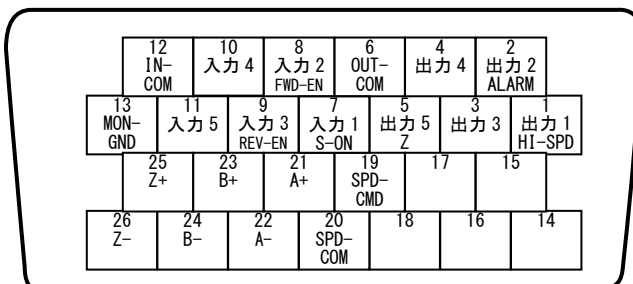 12 10 8 6 4 2
IN- 入力4 入力2 OUT- 出力4 出力2
COM FWD-EN COM ALARM
13 11 9 7 5 3 1
MON- 入力5 入力3 入力1 出力5 出力3 出力1
GND REV-EN S-ON Z HI-SPD
25 23 21 19 17 15
Z+ B+ A+ SPD-
CMD
26 24 22 20 18 16 14
Z- B- A- SPD-
COM